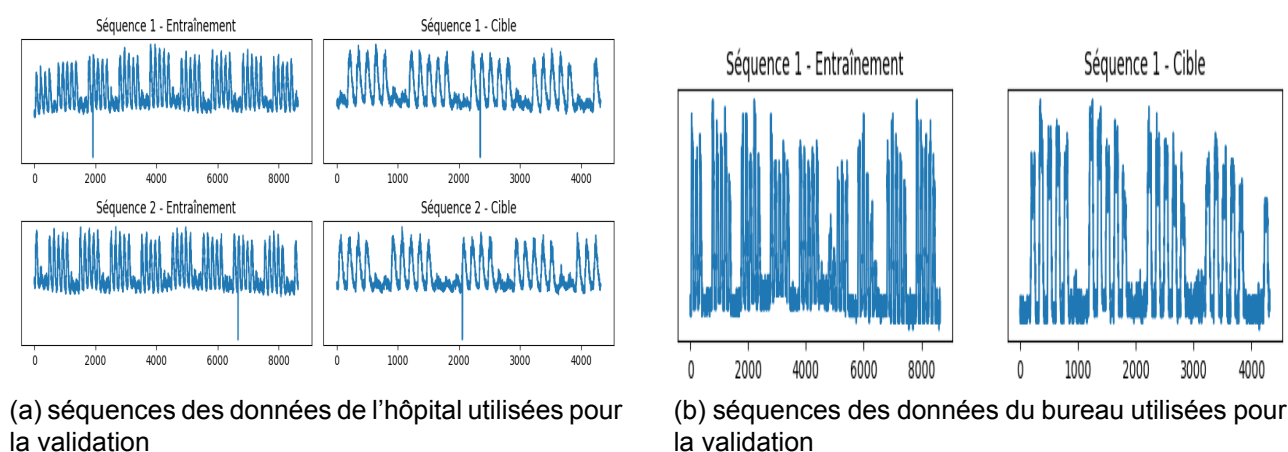 Séquence 1 - Entraînement
Séquence 1 - Cible
0 2000 4000 6000 8000
0 1000 2000 3000 4000
Séquence 2 - Entraînement
Séquence 2 - Cible
0 2000 4000 6000 8000
0 1000 2000 3000 4000
(a) séquences des données de l'hôpital utilisées pour
la validation
Séquence 1 - Entraînement
Séquence 1 - Cible
0 2000 4000 6000 8000
0 1000 2000 3000 4000
(b) séquences des données du bureau utilisées pour
la validation